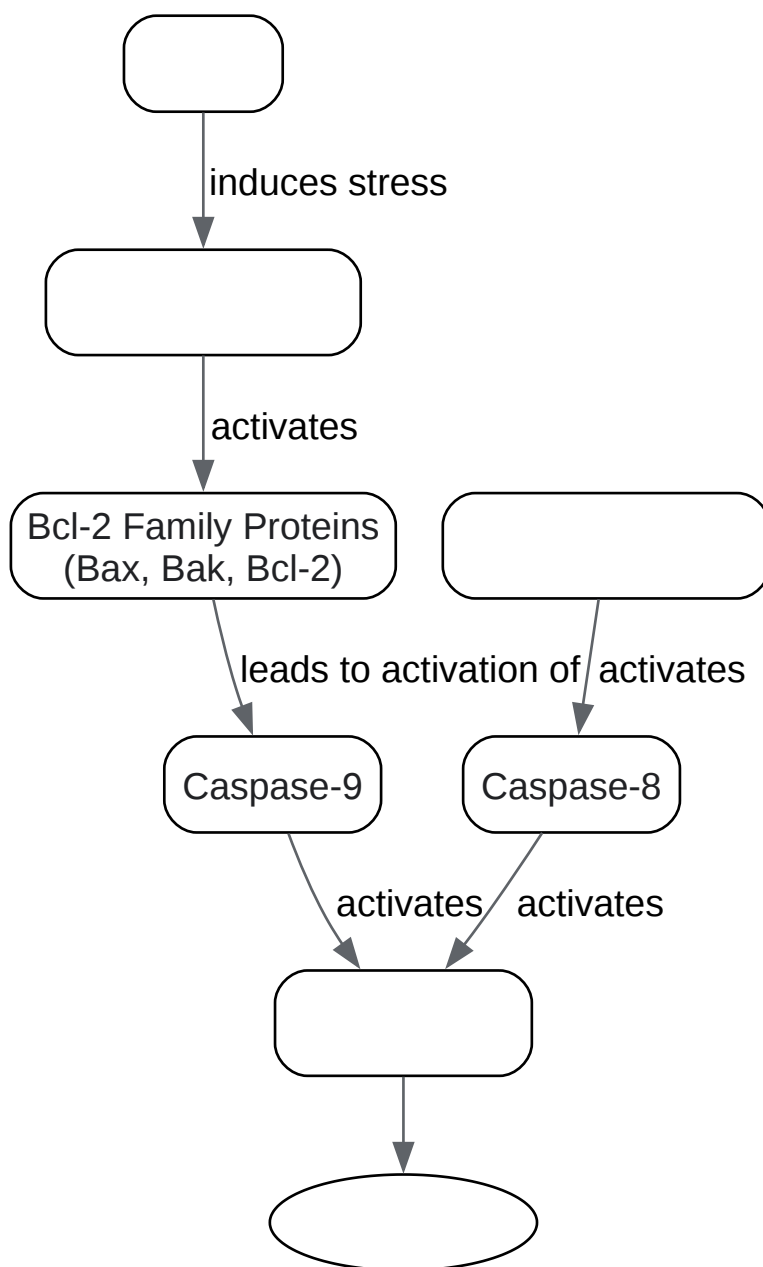 induces stress
activates
Bcl-2 Family Proteins
(Bax, Bak, Bcl-2)
leads to activation of
activates
Caspase-9
Caspase-8
activates
activates